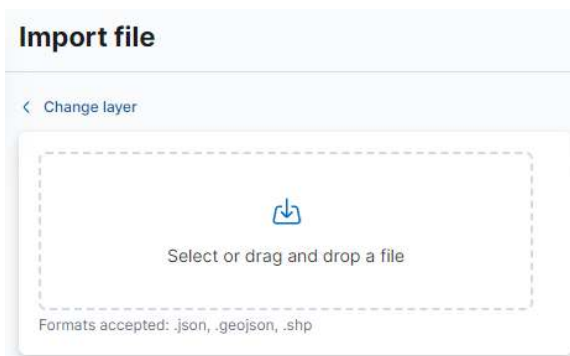 Import file
Change layer
Select or drag and drop a file
Formats accepted: .json, .geojson, .shp